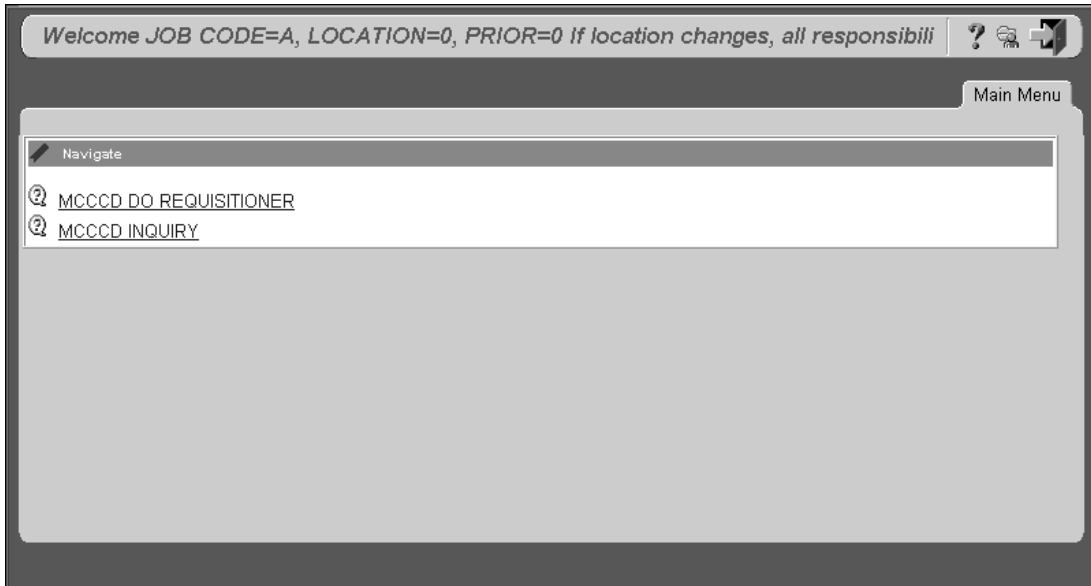 Welcome JOB CODE=A, LOCATION=0, PRIOR=0 If location changes, all responsibili
Main Menu
Navigate
MCCCD DO REQUISITIONER
MCCCD INQUIRY